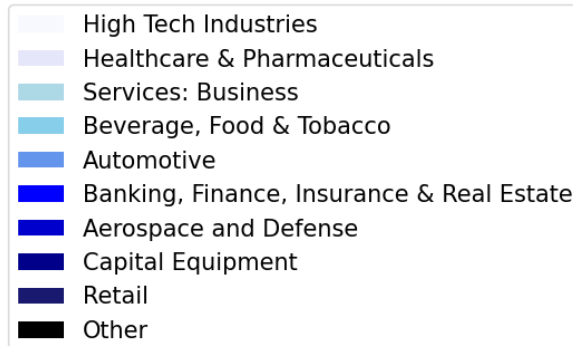 High Tech Industries
Healthcare & Pharmaceuticals
Services: Business
Beverage, Food & Tobacco
Automotive
Banking, Finance, Insurance & Real Estate
Aerospace and Defense
Capital Equipment
Retail
Other